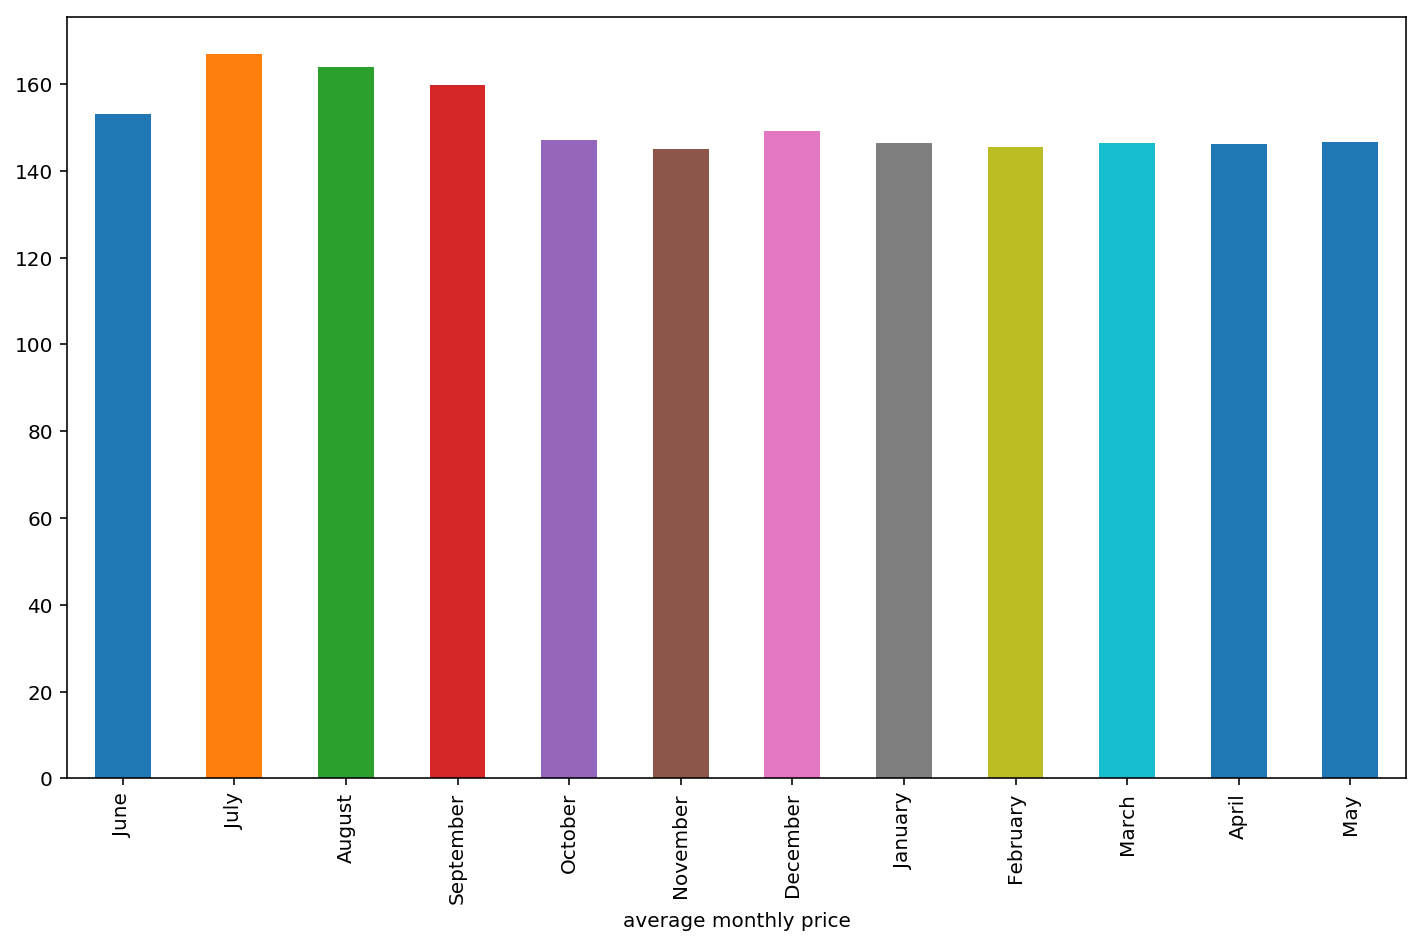 160
140
120
100
80
60
40
20
0
June
July
August
September
October
November
December
January
February
March
April
May
average monthly price